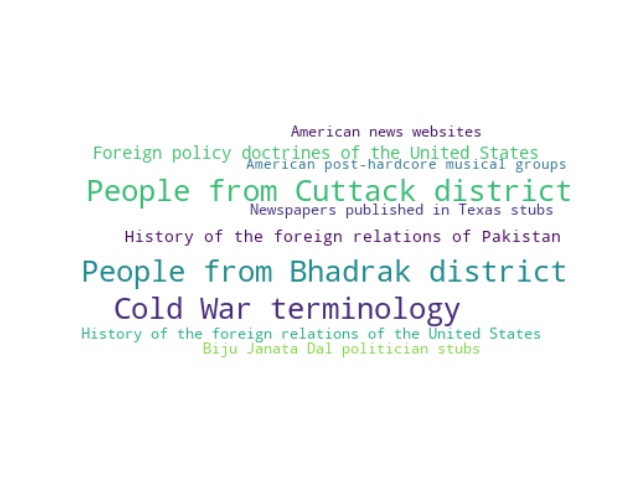 American news websites
Foreign policy doctrines of the United States
American post-hardcore musical groups
People from Cuttack district
Newspapers published in Texas stubs
History of the foreign relations of Pakistan
People from Bhadrak district
Cold War terminology
History of the foreign relations of the United States
Biju Janata Dal politician stubs